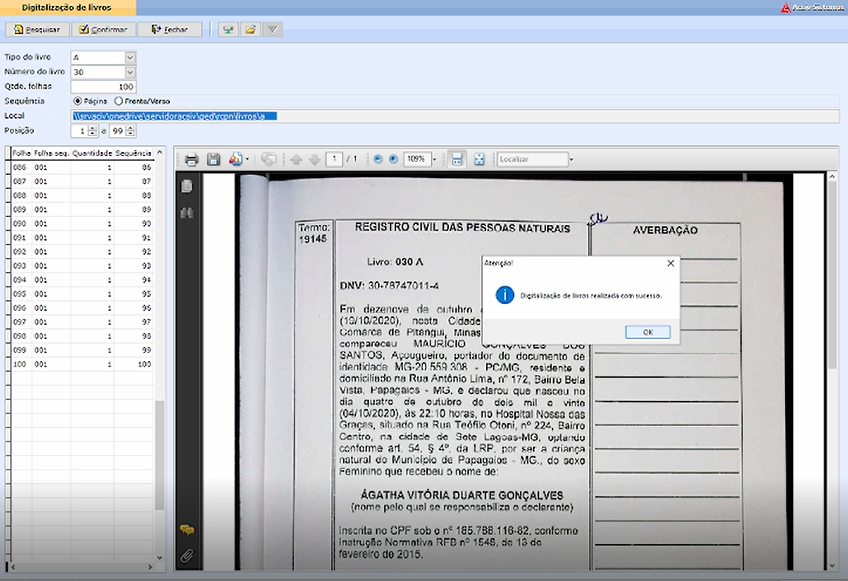 Digitalização de livros
Pesquisar
Confirmar
Fechar
Tipo do livro A
Número do livro 30
Qtde. folhas 100
Sequência Página Frente/Verso
Local \\srvaciv\onedrive\servidoracsiv\ged\rcpn\livros\a
Posição 1 e 99
Folha Folha seq. Quantidade Sequência
086 001 1 86
087 001 1 87
088 001 1 88
089 001 1 89
090 001 1 90
091 001 1 91
092 001 1 92
093 001 1 93
094 001 1 94
095 001 1 95
096 001 1 96
097 001 1 97
098 001 1 98
099 001 1 99
100 001 1 100
1 / 1
109%
Localizar
Termo:
19145
REGISTRO CIVIL DAS PESSOAS NATURAIS
AVERBAÇÃO
Livro: 030 A
DNV: 30-78747011-4
Atenção!
Digitalização de livros realizada com sucesso.
OK
Em dezenove de outubro
(19/10/2020), nesta Cidade
Comarca de Pitangui, Minas
compareceu MAURÍCIO GONÇALVES DOS
SANTOS, Açougueiro, portador do documento de
identidade MG-20.559.308 - PC/MG, residente e
domiciliado na Rua Antônio Lima, nº 172, Bairro Bela
Vista, Papagaios - MG, e declarou que nasceu no
dia quatro de outubro de dois mil e vinte
(04/10/2020), às 22:10 horas, no Hospital Nossa das
Graças, situado na Rua Teófilo Otoni, nº 224, Bairro
Centro, na cidade de Sete Lagoas-MG, optando
conforme art. 54, § 4º, da LRP, por ser a criança
natural do Município de Papagaios - MG., do sexo
Feminino que recebeu o nome de:
ÁGATHA VITÓRIA DUARTE GONÇALVES
(nome pelo qual se responsabiliza o declarante)
Inscrita no CPF sob o nº 185.788.116-82, conforme
Instrução Normativa RFB nº 1548, de 13 de
fevereiro de 2015.